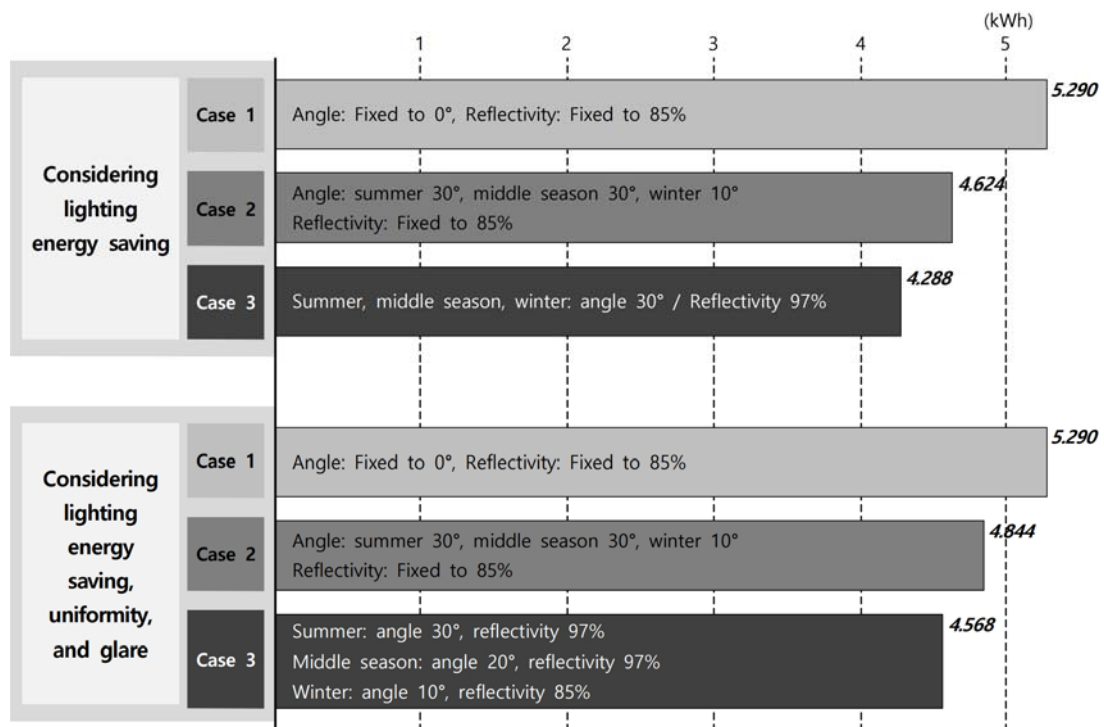 (kWh)
1 2 3 4 5
Considering
lighting
energy saving
Case 1
Angle: Fixed to 0°, Reflectivity: Fixed to 85%
5.290
Case 2
Angle: summer 30°, middle season 30°, winter 10°
Reflectivity: Fixed to 85%
4.624
Case 3
Summer, middle season, winter: angle 30° / Reflectivity 97%
4.288
Considering
lighting
energy
saving,
uniformity,
and glare
Case 1
Angle: Fixed to 0°, Reflectivity: Fixed to 85%
5.290
Case 2
Angle: summer 30°, middle season 30°, winter 10°
Reflectivity: Fixed to 85%
4.844
Case 3
Summer: angle 30°, reflectivity 97%
Middle season: angle 20°, reflectivity 97%
Winter: angle 10°, reflectivity 85%
4.568